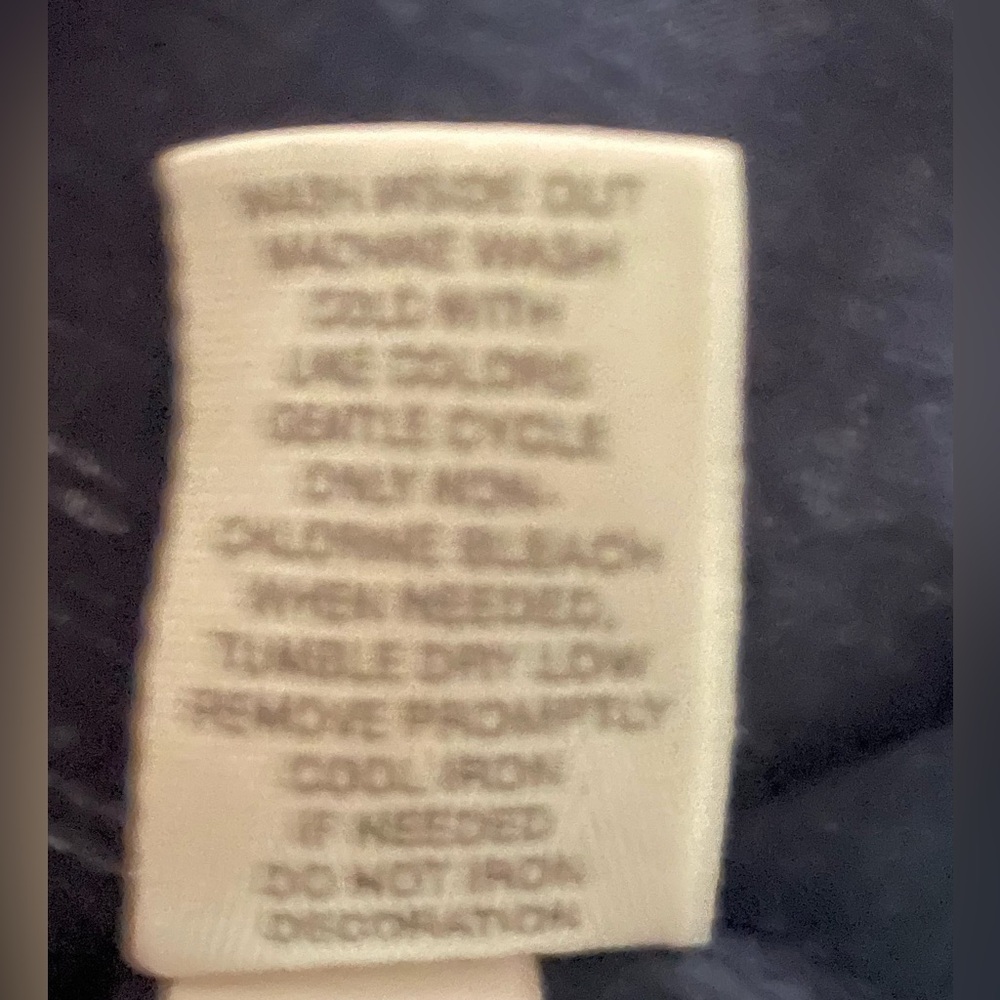 WASH INSIDE OUT
MACHINE WASH
COLD WITH
LIKE COLORS
GENTLE CYCLE
ONLY NON-
CHLORINE BLEACH
WHEN NEEDED.
TUMBLE DRY LOW
REMOVE PROMPTLY
COOL IRON
IF NEEDED
DO NOT IRON
DECORATION